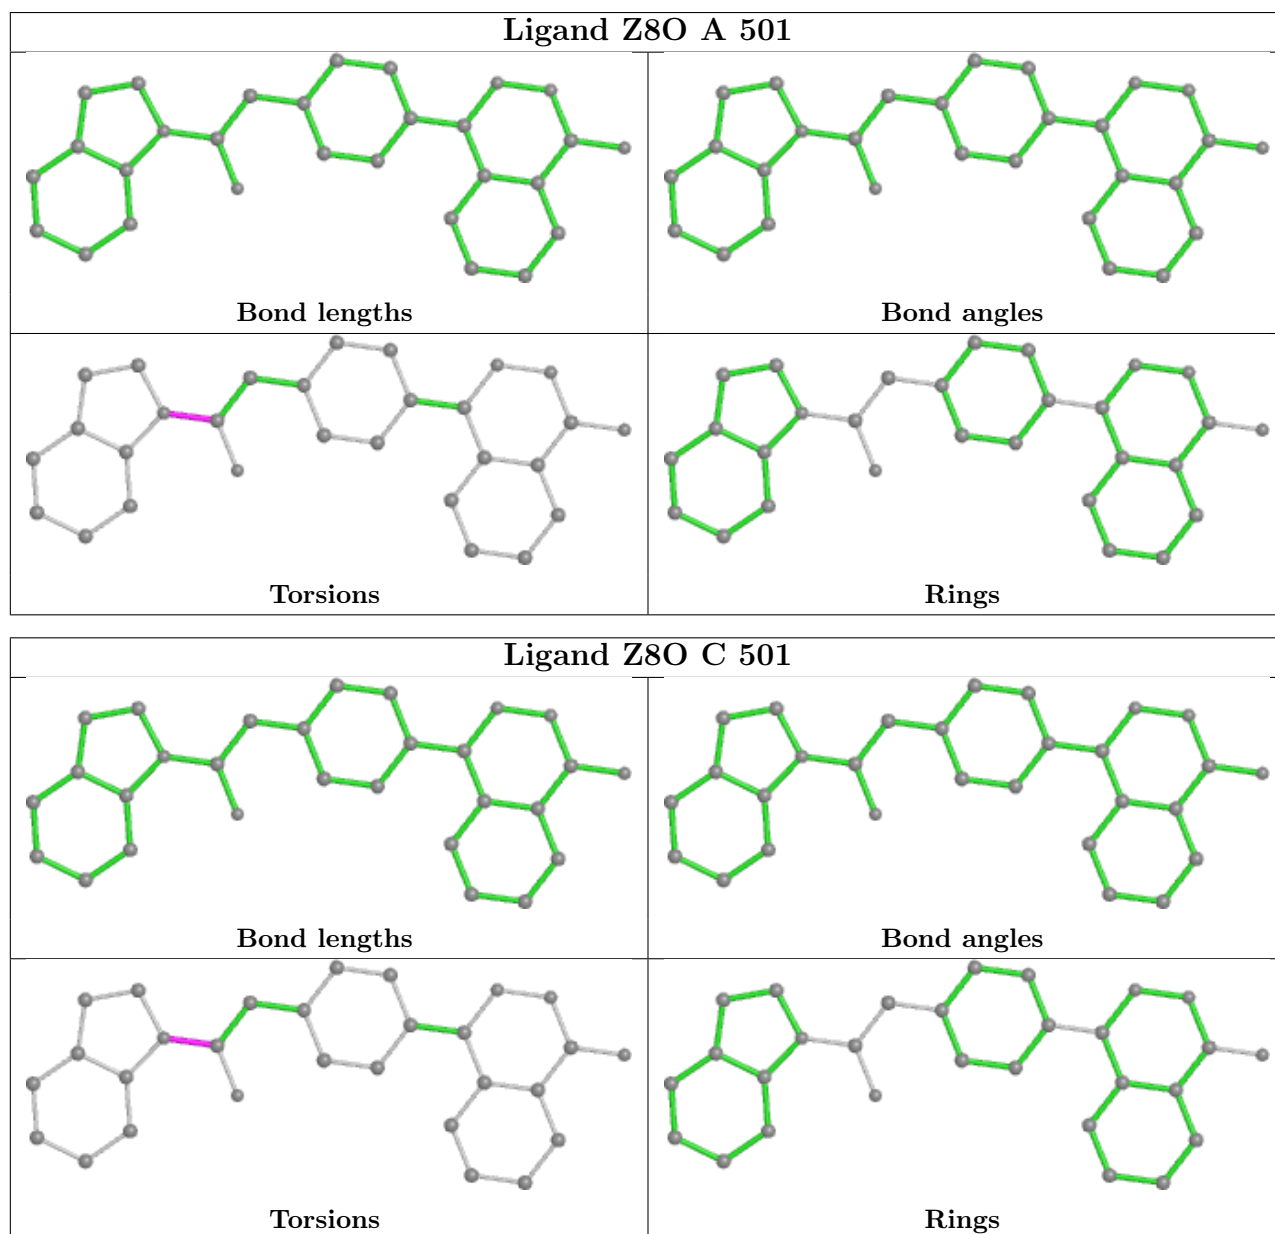 Ligand Z8O A 501
Bond lengths
Bond angles
Torsions
Rings
Ligand Z8O C 501
Bond lengths
Bond angles
Torsions
Rings